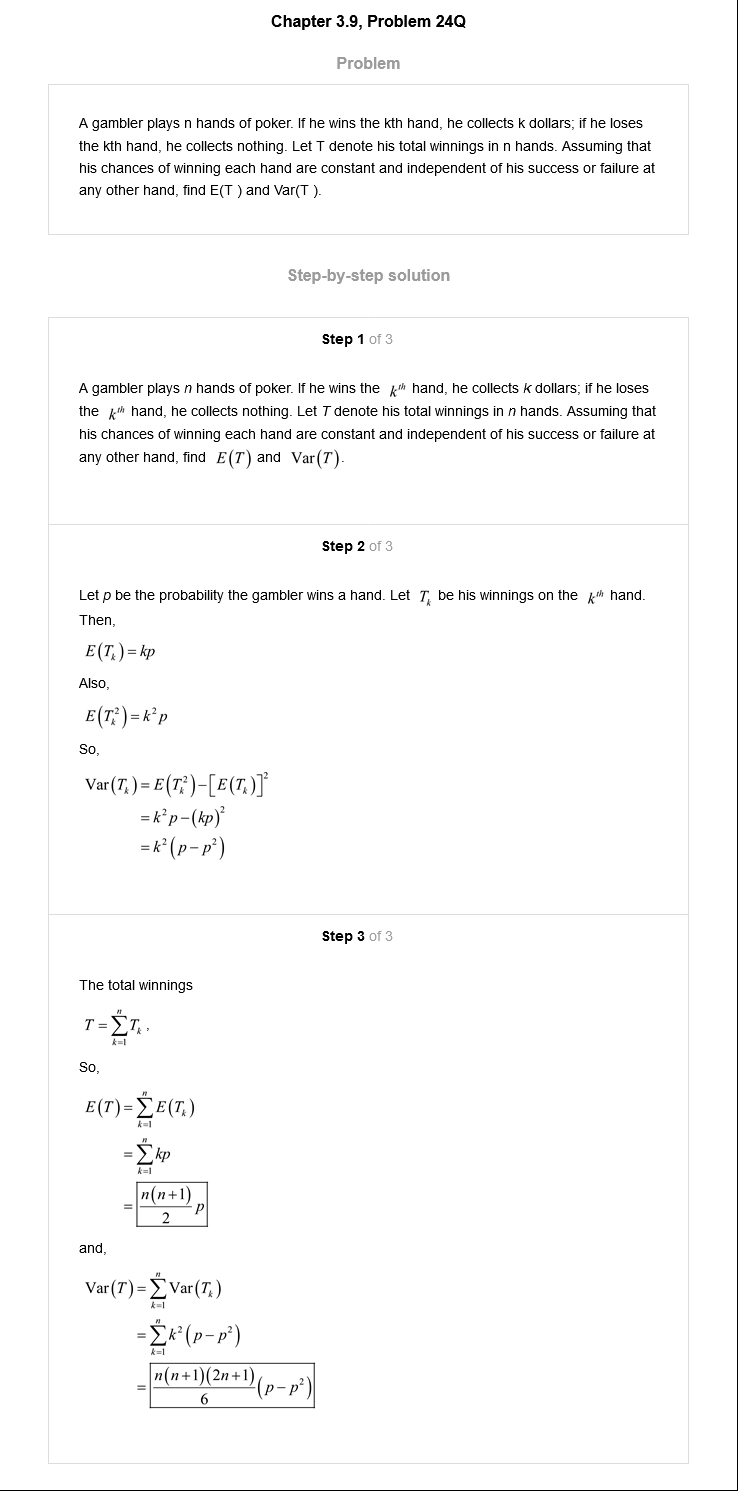 Chapter 3.9, Problem 24Q
Problem
A gambler plays n hands of poker. If he wins the kth hand, he collects k dollars; if he loses
the kth hand, he collects nothing. Let T denote his total winnings in n hands. Assuming that
his chances of winning each hand are constant and independent of his success or failure at
any other hand, find E(T ) and Var(T ).
Step-by-step solution
Step 1 of 3
A gambler plays n hands of poker. If he wins the k^{th} hand, he collects k dollars; if he loses
the k^{th} hand, he collects nothing. Let T denote his total winnings in n hands. Assuming that
his chances of winning each hand are constant and independent of his success or failure at
any other hand, find E(T) and Var(T).
Step 2 of 3
Let p be the probability the gambler wins a hand. Let T_k be his winnings on the k^{th} hand.
Then,
E(T_k) = kp
Also,
E(T_k^2) = k^2 p
So,
Var(T_k) = E(T_k^2) − [E(T_k)]^2
= k^2 p − (kp)^2
= k^2 (p − p^2)
Step 3 of 3
The total winnings
T = \sum_{k=1}^{n} T_k ,
So,
E(T) = \sum_{k=1}^{n} E(T_k)
= \sum_{k=1}^{n} kp
= \frac{n(n+1)}{2} p
and,
Var(T) = \sum_{k=1}^{n} Var(T_k)
= \sum_{k=1}^{n} k^2 (p − p^2)
= \frac{n(n+1)(2n+1)}{6} (p − p^2)